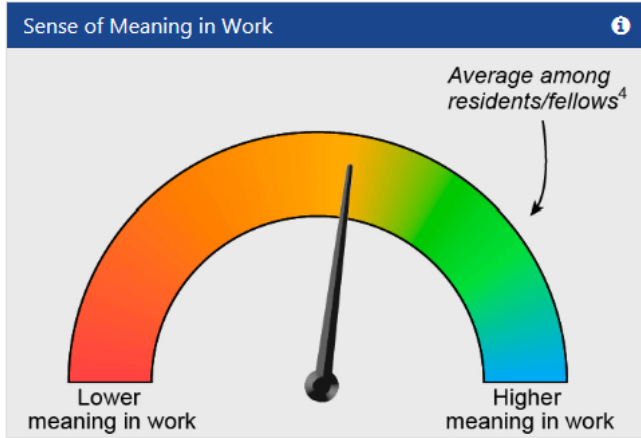 Sense of Meaning in Work
Average among
residents/fellows4
Lower
meaning in work
Higher
meaning in work